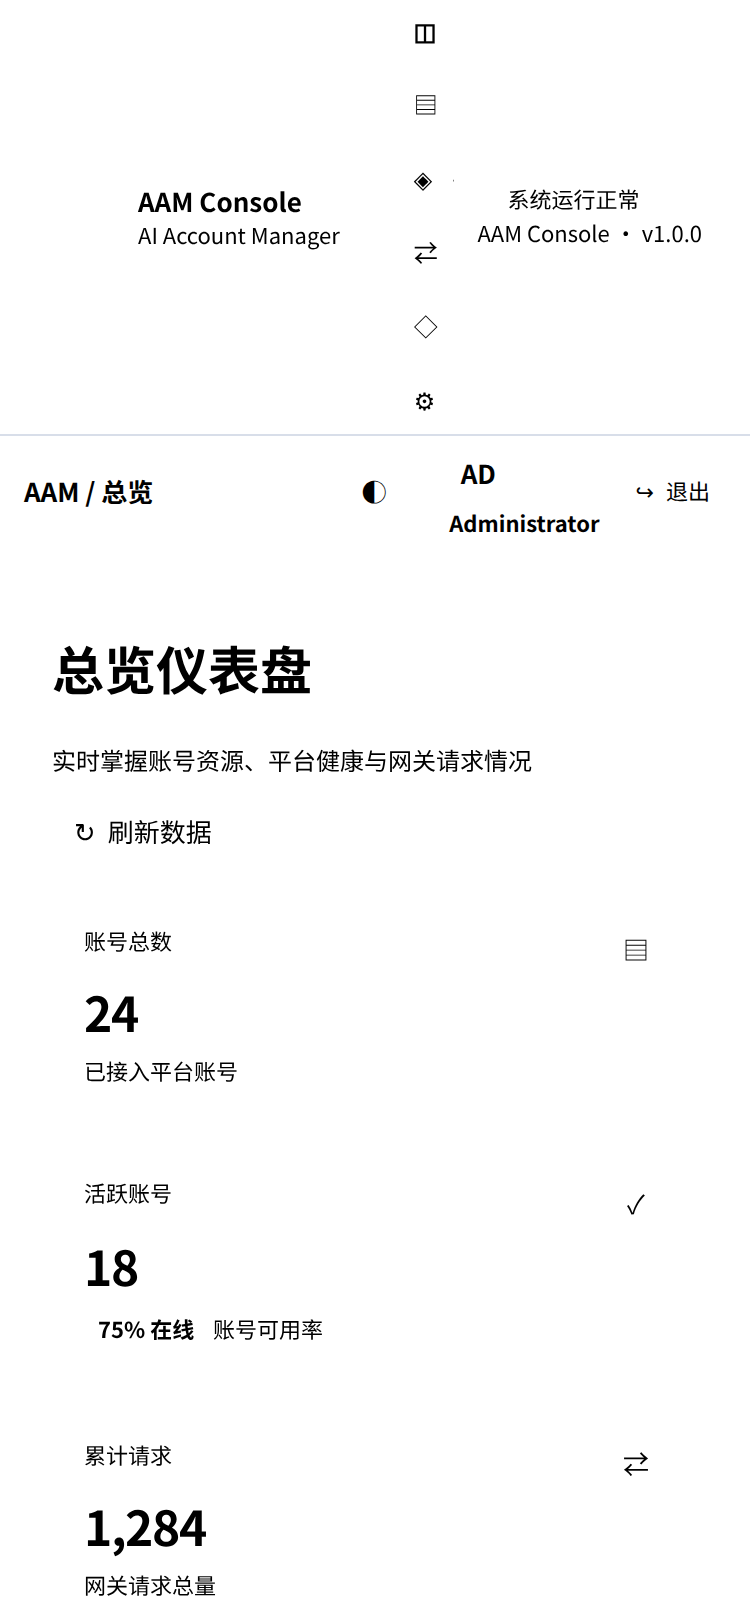 AAM Console
AI Account Manager
系统运行正常
AAM Console · v1.0.0
AAM / 总览
AD
Administrator
↪ 退出
总览仪表盘
实时掌握账号资源、平台健康与网关请求情况
↻ 刷新数据
账号总数
24
已接入平台账号
活跃账号
18
75% 在线 账号可用率
累计请求
1,284
网关请求总量